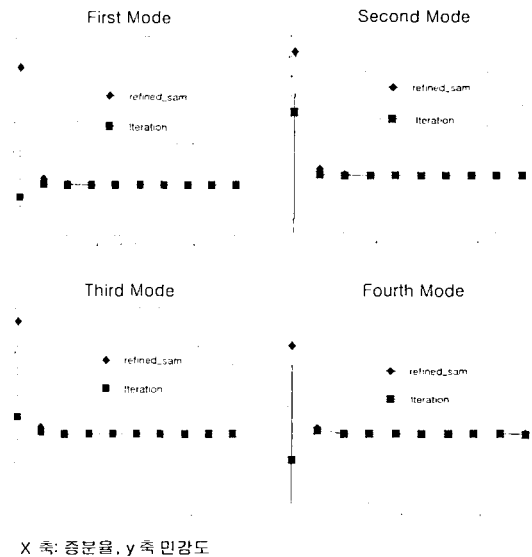 First Mode
refined_sam
Iteration
Second Mode
refined_sam
Iteration
Third Mode
refined_sam
Iteration
Fourth Mode
refined_sam
Iteration
X 축: 증분율, y 축 민감도